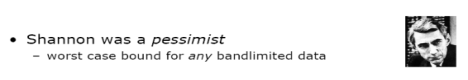 • Shannon was a pessimist
– worst case bound for any bandlimited data